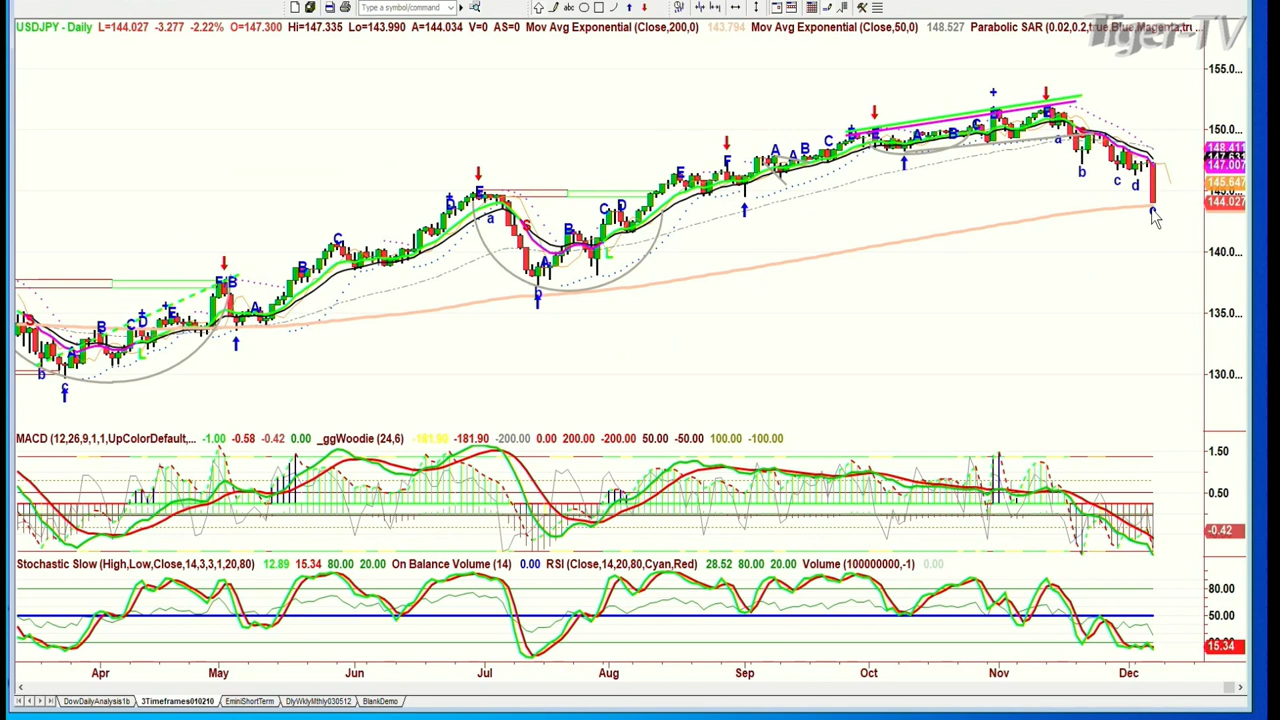 Type a command/symbol
Tiger-TV
USDJPY - Daily L=144.027 -3.277 -2.22% O=147.300 Hi=147.335 Lo=143.990 A=144.034 V=0 AS=0 Mov Avg Exponential (Close,200,0) 143.794 Mov Avg Exponential (Close,50,0) 148.527 Parabolic SAR (0.02,0.2,true,Blue,Magenta,tru ...
155.0...
150.0...
148.411
147.007
145.647
144.027
140.0...
135.0...
130.0...
MACD (12,26,9,1,1,UpColorDefault,... -1.00 -0.58 -0.42 0.00 _ggWoodie (24,6) -181.90 -181.90 -200.00 0.00 200.00 -200.00 50.00 -50.00 100.00 -100.00
1.50
0.50
-0.42
Stochastic Slow (High,Low,Close,14,3,3,1,20,80) 12.89 15.34 80.00 20.00 On Balance Volume (14) 0.00 RSI (Close,14,20,80,Cyan,Red) 28.52 80.00 20.00 Volume (100000000,-1) 0.00
80.00
50.00
15.34
Apr May Jun Jul Aug Sep Oct Nov Dec
DowDailyAnalysis1b 3Timeframes010210 EminiShortTerm DlyWklyMthly030512 BlankDemo